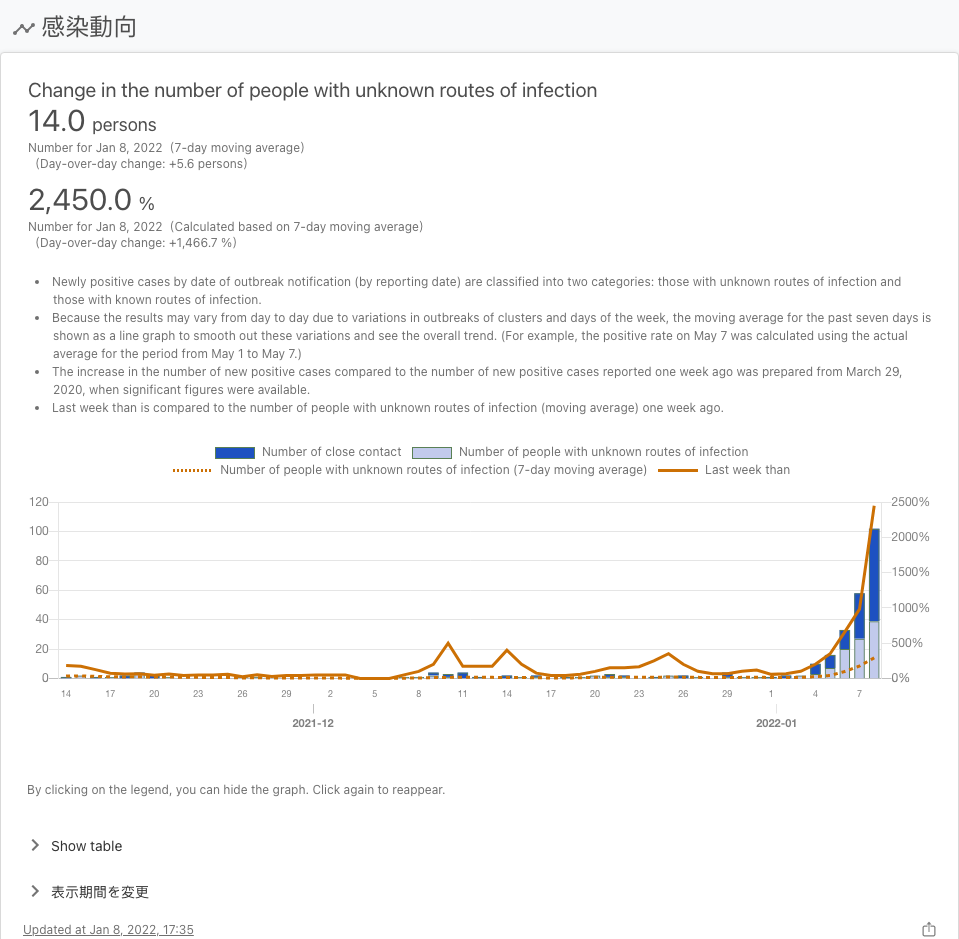 感染動向
Change in the number of people with unknown routes of infection
14.0 persons
Number for Jan 8, 2022 (7-day moving average)
(Day-over-day change: +5.6 persons)
2,450.0 %
Number for Jan 8, 2022 (Calculated based on 7-day moving average)
(Day-over-day change: +1,466.7 %)
• Newly positive cases by date of outbreak notification (by reporting date) are classified into two categories: those with unknown routes of infection and
those with known routes of infection.
• Because the results may vary from day to day due to variations in outbreaks of clusters and days of the week, the moving average for the past seven days is
shown as a line graph to smooth out these variations and see the overall trend. (For example, the positive rate on May 7 was calculated using the actual
average for the period from May 1 to May 7.)
• The increase in the number of new positive cases compared to the number of new positive cases reported one week ago was prepared from March 29,
2020, when significant figures were available.
• Last week than is compared to the number of people with unknown routes of infection (moving average) one week ago.
Number of close contact Number of people with unknown routes of infection
Number of people with unknown routes of infection (7-day moving average) Last week than
120 2500%
100 2000%
80 1500%
60 1000%
40 500%
20 0%
0
14 17 20 23 26 29 2 5 8 11 14 17 20 23 26 29 1 4 7
2021-12 2022-01
By clicking on the legend, you can hide the graph. Click again to reappear.
Show table
表示期間を変更
Updated at Jan 8, 2022, 17:35